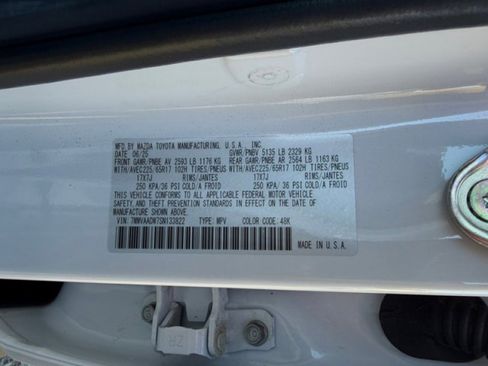 MFD. BY MAZDA TOYOTA MANUFACTURING, U.S.A., INC.
DATE: 06/25 GVWR/PNBV 5135 LB 2329 KG
FRONT GAWR/PNBE AV 2593 LB 1176 KG REAR GAWR/PNBE AR 2564 LB 1163 KG
WITH/AVEC225/65R17 102H TIRES/PNEUS WITH/AVEC225/65R17 102H TIRES/PNEUS
17X7J RIMS/JANTES 17X7J RIMS/JANTES
250 KPA/36 PSI COLD/A FROID 250 KPA/36 PSI COLD/A FROID
THIS VEHICLE CONFORMS TO ALL APPLICABLE FEDERAL MOTOR VEHICLE
SAFETY AND THEFT PREVENTION STANDARDS IN EFFECT ON THE DATE
OF MANUFACTURE SHOWN ABOVE.
VIN: 7MMVAADW7SN133822 TYPE: MPV COLOR CODE: 48K
MADE IN U.S.A.
ZR